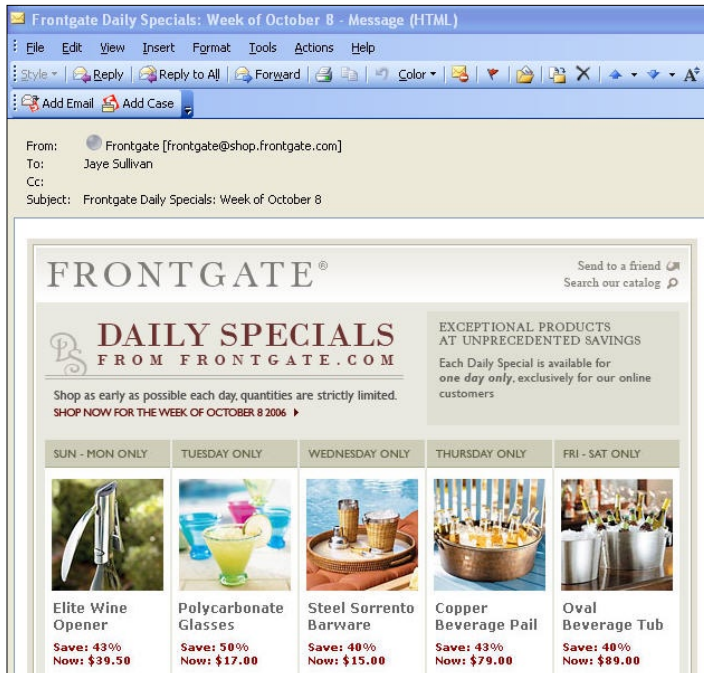 Frontgate Daily Specials: Week of October 8 - Message (HTML)
File Edit View Insert Format Tools Actions Help
Style Reply Reply to All Forward Color A
Add Email Add Case
From: Frontgate [frontgate@shop.frontgate.com]
To: Jaye Sullivan
Cc:
Subject: Frontgate Daily Specials: Week of October 8
FRONTGATE®
Send to a friend
Search our catalog
DS DAILY SPECIALS
FROM FRONTGATE.COM
Shop as early as possible each day, quantities are strictly limited.
SHOP NOW FOR THE WEEK OF OCTOBER 8 2006
EXCEPTIONAL PRODUCTS
AT UNPRECEDENTED SAVINGS
Each Daily Special is available for
one day only, exclusively for our online
customers
SUN - MON ONLY TUESDAY ONLY WEDNESDAY ONLY THURSDAY ONLY FRI - SAT ONLY
Elite Wine
Opener
Save: 43%
Now: $39.50
Polycarbonate
Glasses
Save: 50%
Now: $17.00
Steel Sorrento
Barware
Save: 40%
Now: $15.00
Copper
Beverage Pail
Save: 43%
Now: $79.00
Oval
Beverage Tub
Save: 40%
Now: $89.00